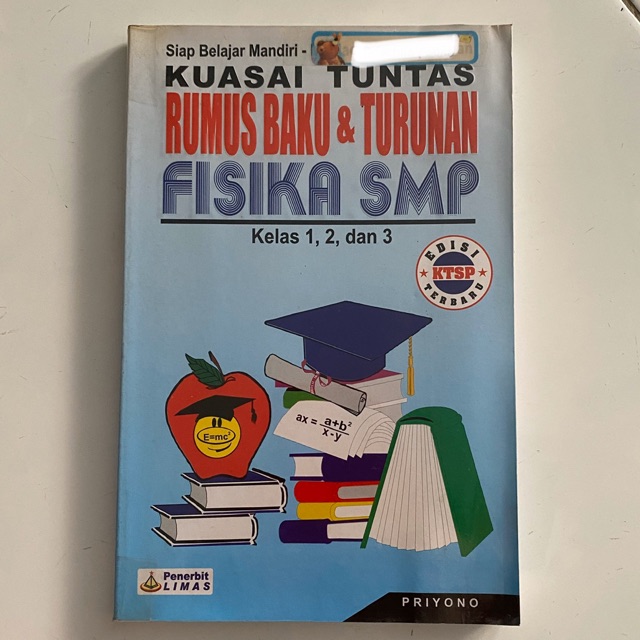 Siap Belajar Mandiri -
KUASAI TUNTAS
RUMUS BAKU & TURUNAN
FISIKA SMP
Kelas 1, 2, dan 3
EDISI
KTSP
TERBARU
ax = a+b²
x-y
E=mc²
Penerbit
LIMAS
PRIYONO